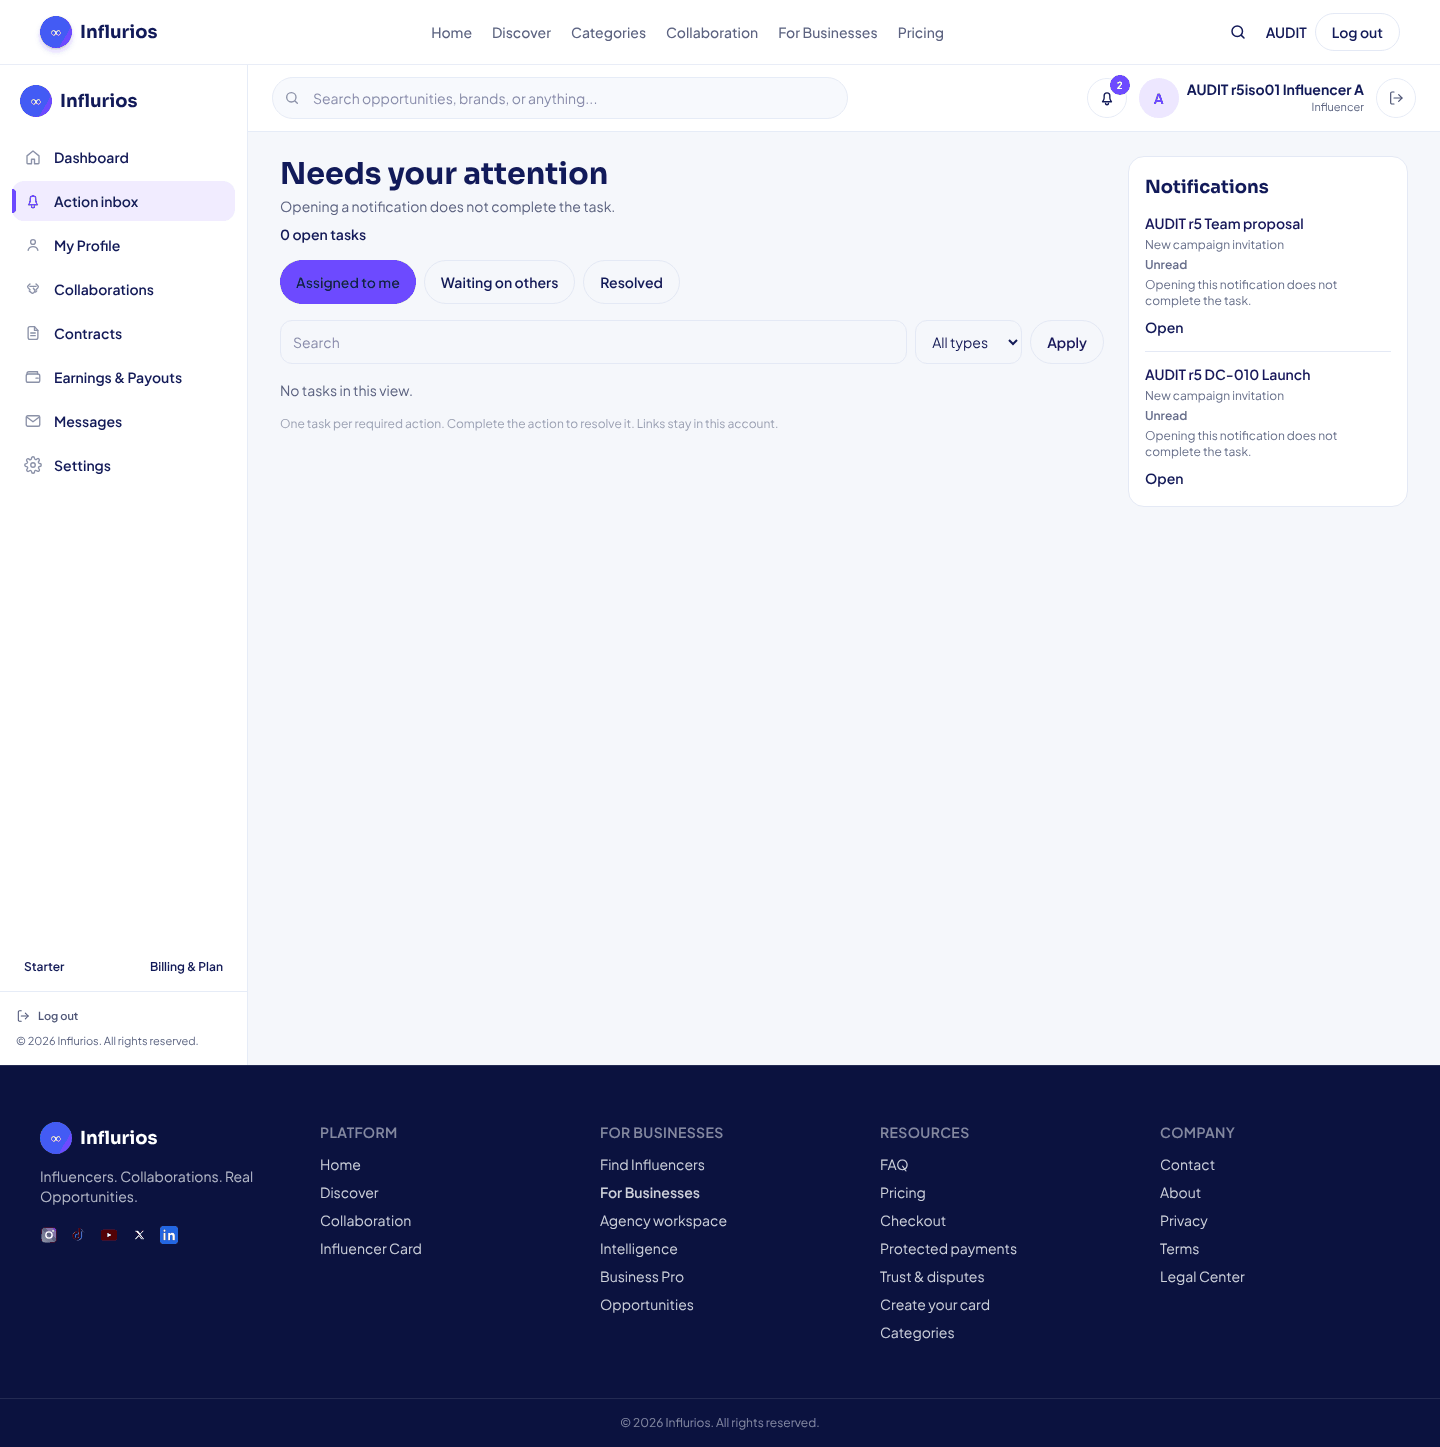 Influrios
Home Discover Categories Collaboration For Businesses Pricing
AUDIT Log out
Influrios
Dashboard
Action inbox
My Profile
Collaborations
Contracts
Earnings & Payouts
Messages
Settings
Starter Billing & Plan
Log out
© 2026 Influrios. All rights reserved.
Search opportunities, brands, or anything...
2
A
AUDIT r5iso01 Influencer A
Influencer
Needs your attention
Opening a notification does not complete the task.
0 open tasks
Assigned to me Waiting on others Resolved
Search All types Apply
No tasks in this view.
One task per required action. Complete the action to resolve it. Links stay in this account.
Notifications
AUDIT r5 Team proposal
New campaign invitation
Unread
Opening this notification does not
complete the task.
Open
AUDIT r5 DC-010 Launch
New campaign invitation
Unread
Opening this notification does not
complete the task.
Open
Influrios
Influencers. Collaborations. Real
Opportunities.
PLATFORM
Home
Discover
Collaboration
Influencer Card
FOR BUSINESSES
Find Influencers
For Businesses
Agency workspace
Intelligence
Business Pro
Opportunities
RESOURCES
FAQ
Pricing
Checkout
Protected payments
Trust & disputes
Create your card
Categories
COMPANY
Contact
About
Privacy
Terms
Legal Center
© 2026 Influrios. All rights reserved.